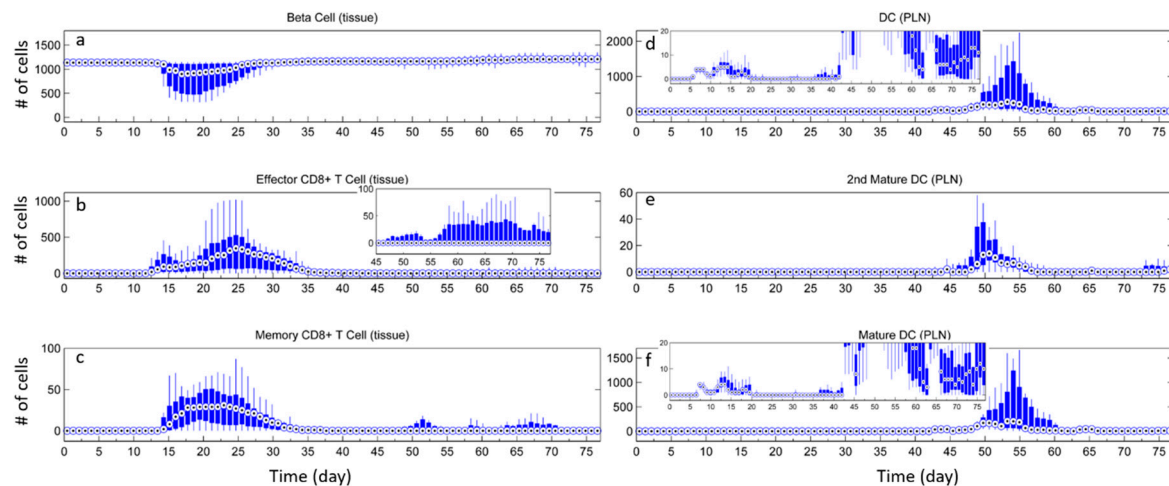 Beta Cell (tissue)
a
1500
1000
500
0
# of cells
0 5 10 15 20 25 30 35 40 45 50 55 60 65 70 75
Effector CD8+ T Cell (tissue)
b
1000
500
0
# of cells
100
50
0
45 50 55 60 65 70 75
0 5 10 15 20 25 30 35 40 45 50 55 60 65 70 75
Memory CD8+ T Cell (tissue)
c
100
50
0
# of cells
0 5 10 15 20 25 30 35 40 45 50 55 60 65 70 75
Time (day)
DC (PLN)
d
2000
1000
0
20
10
0
0 5 10 15 20 25 30 35 40 45 50 55 60 65 70 75
0 5 10 15 20 25 30 35 40 45 50 55 60 65 70 75
2nd Mature DC (PLN)
e
60
40
20
0
0 5 10 15 20 25 30 35 40 45 50 55 60 65 70 75
Mature DC (PLN)
f
1500
1000
500
0
20
10
0
0 5 10 15 20 25 30 35 40 45 50 55 60 65 70 75
0 5 10 15 20 25 30 35 40 45 50 55 60 65 70 75
Time (day)